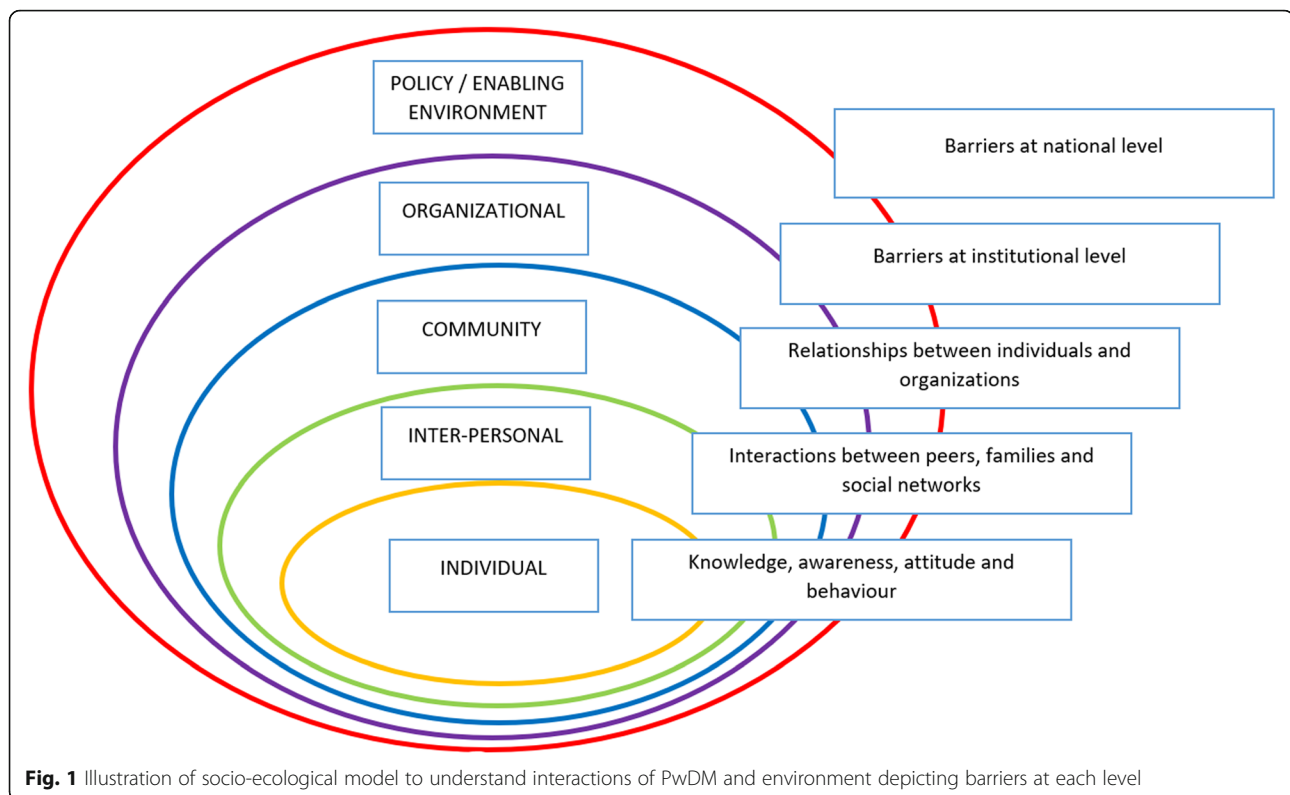 POLICY / ENABLING
ENVIRONMENT
Barriers at national level
ORGANIZATIONAL
Barriers at institutional level
COMMUNITY
Relationships between individuals and
organizations
INTER-PERSONAL
Interactions between peers, families and
social networks
INDIVIDUAL
Knowledge, awareness, attitude and
behaviour
Fig. 1 Illustration of socio-ecological model to understand interactions of PwDM and environment depicting barriers at each level